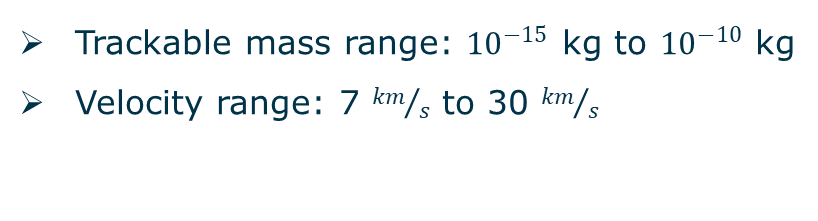 ➢ Trackable mass range: 10⁻¹⁵ kg to 10⁻¹⁰ kg
➢ Velocity range: 7 km/s to 30 km/s